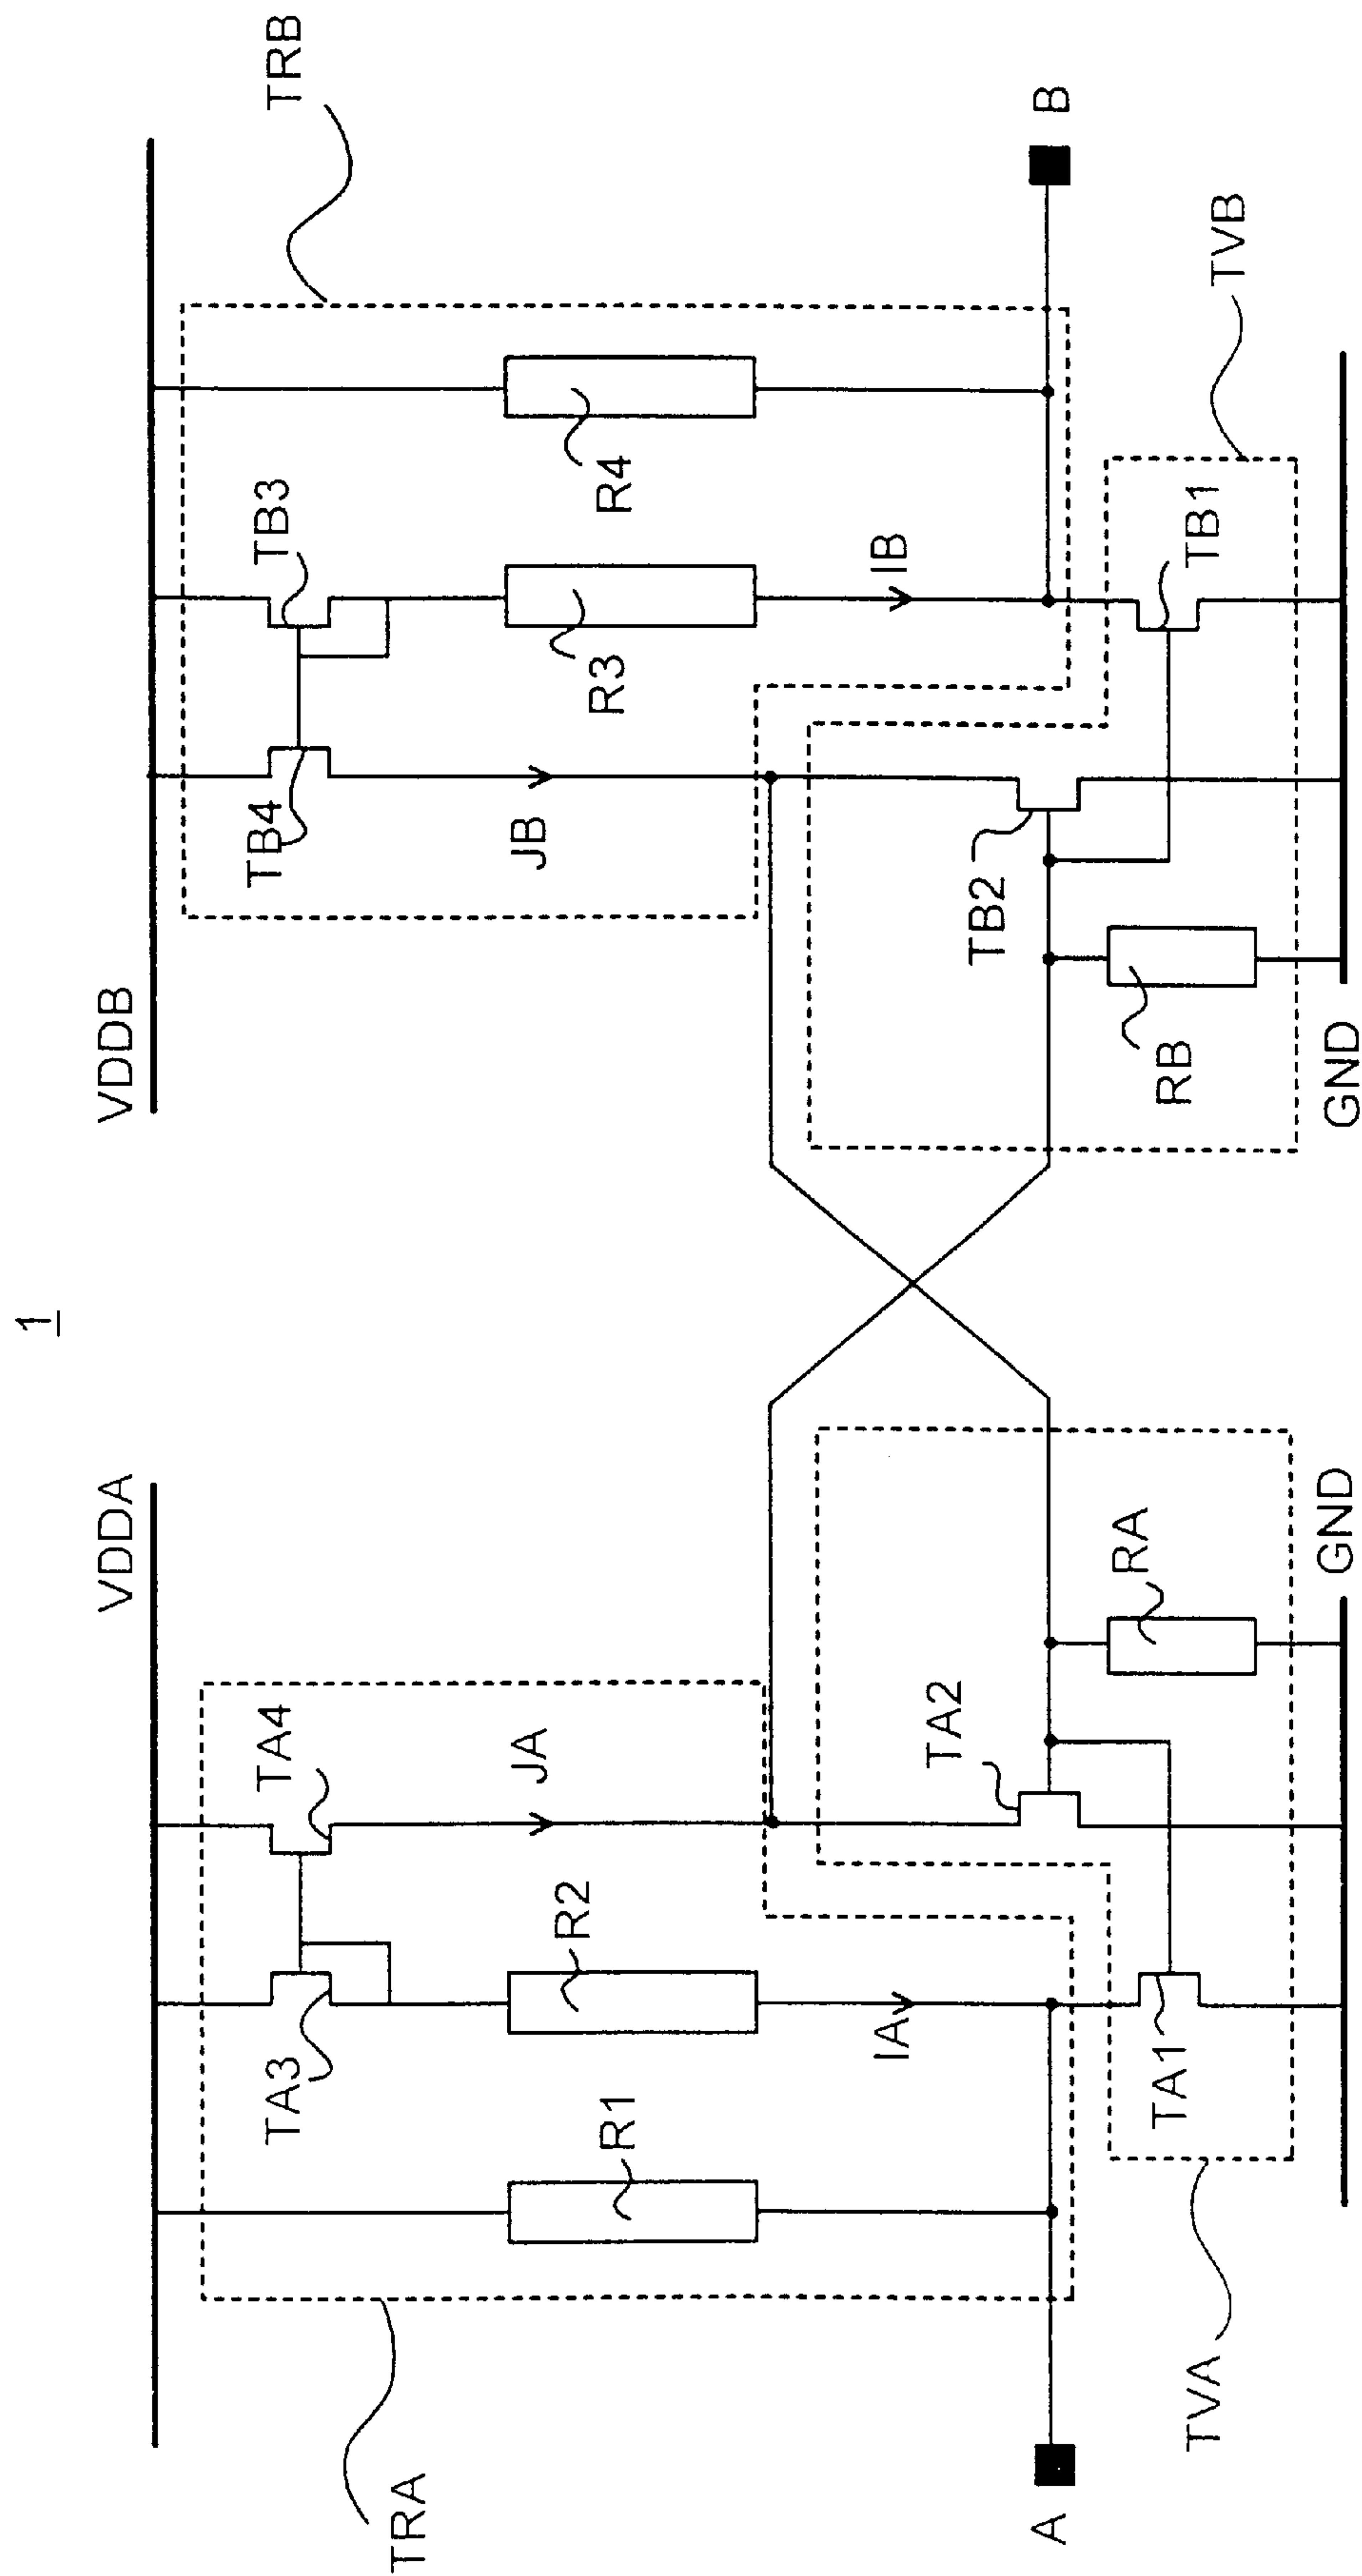 1
VDDA
VDDB
TRB
TA4
TB4
TB3
TA3
JA
JB
R2
R1
R3
R4
IA
IB
TRA
A
B
TA2
TB2
TA1
RA
RB
TB1
TVB
TVA
GND
GND